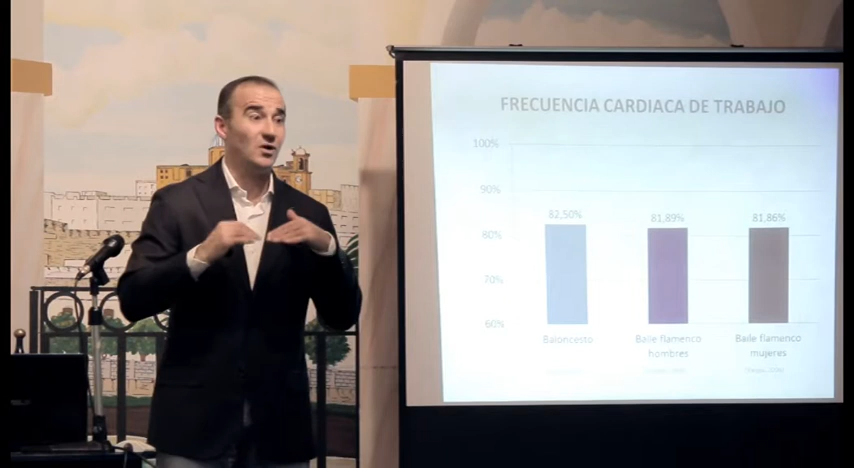 FRECUENCIA CARDIACA DE TRABAJO
100%
90%
80%
70%
60%
82,50%
81,89%
81,86%
Baloncesto
Baile flamenco
hombres
Baile flamenco
mujeres